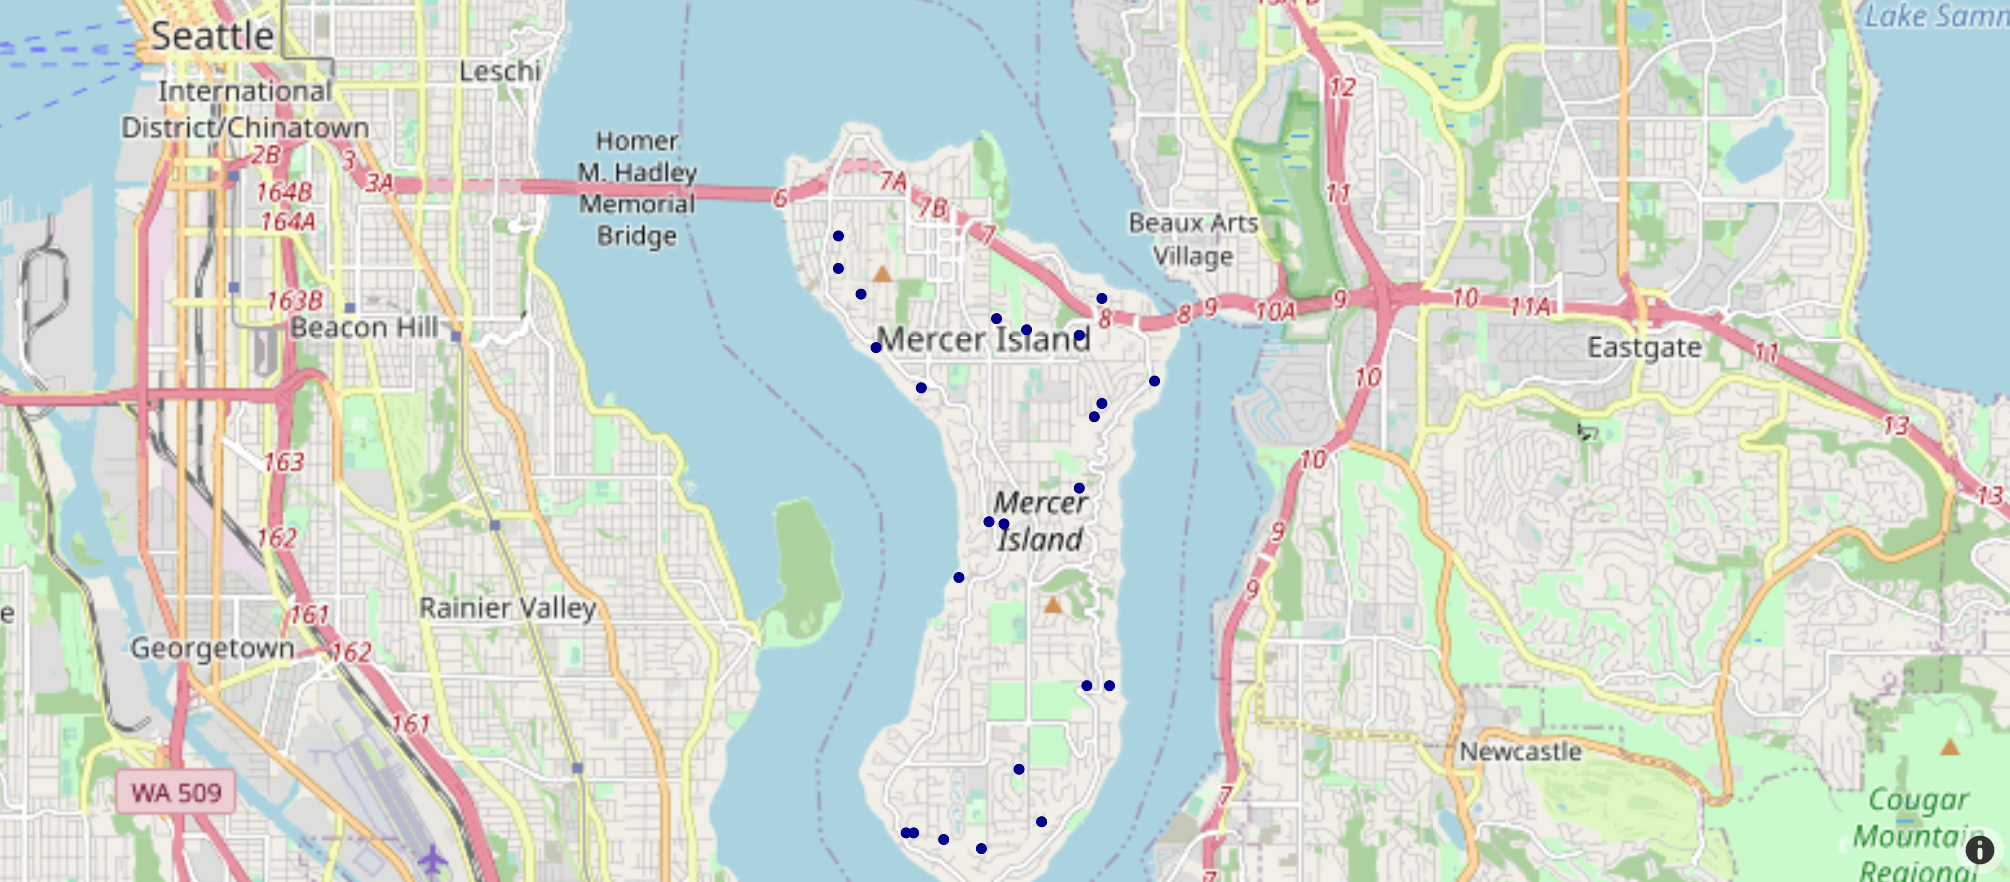 Seattle
Leschi
International
District/Chinatown
2B
3
3A
164B
164A
163B
Beacon Hill
163
162
161
Rainier Valley
Georgetown
162
161
WA 509
e
Homer
M. Hadley
Memorial
Bridge
6
7A
7B
7
8
8
9
10A
9
10
11A
Mercer Island
Mercer
Island
Beaux Arts
Village
12
11
10
10
9
9
7
7
Eastgate
11
13
13
Newcastle
Lake Samm
Cougar
Mountain
Regional